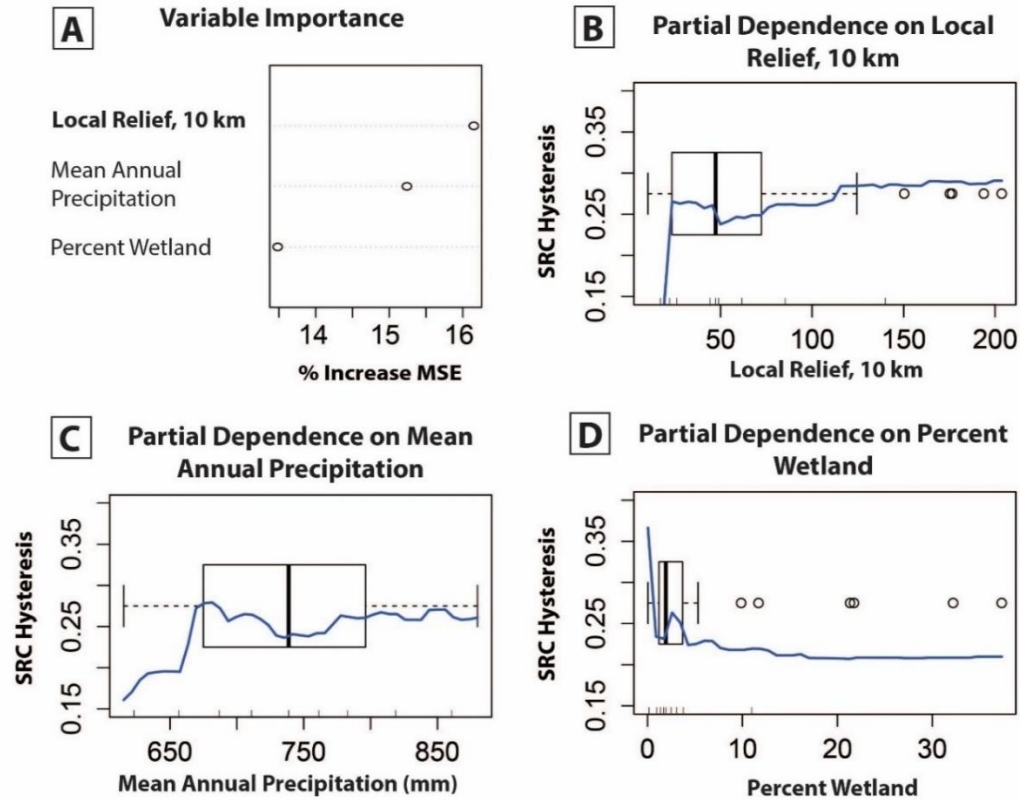 A
Variable Importance
Local Relief, 10 km
Mean Annual
Precipitation
Percent Wetland
14 15 16
% Increase MSE
B
Partial Dependence on Local
Relief, 10 km
SRC Hysteresis
0.35
0.25
0.15
50 100 150 200
Local Relief, 10 km
C
Partial Dependence on Mean
Annual Precipitation
SRC Hysteresis
0.35
0.25
0.15
650 750 850
Mean Annual Precipitation (mm)
D
Partial Dependence on Percent
Wetland
SRC Hysteresis
0.35
0.25
0.15
0 10 20 30
Percent Wetland